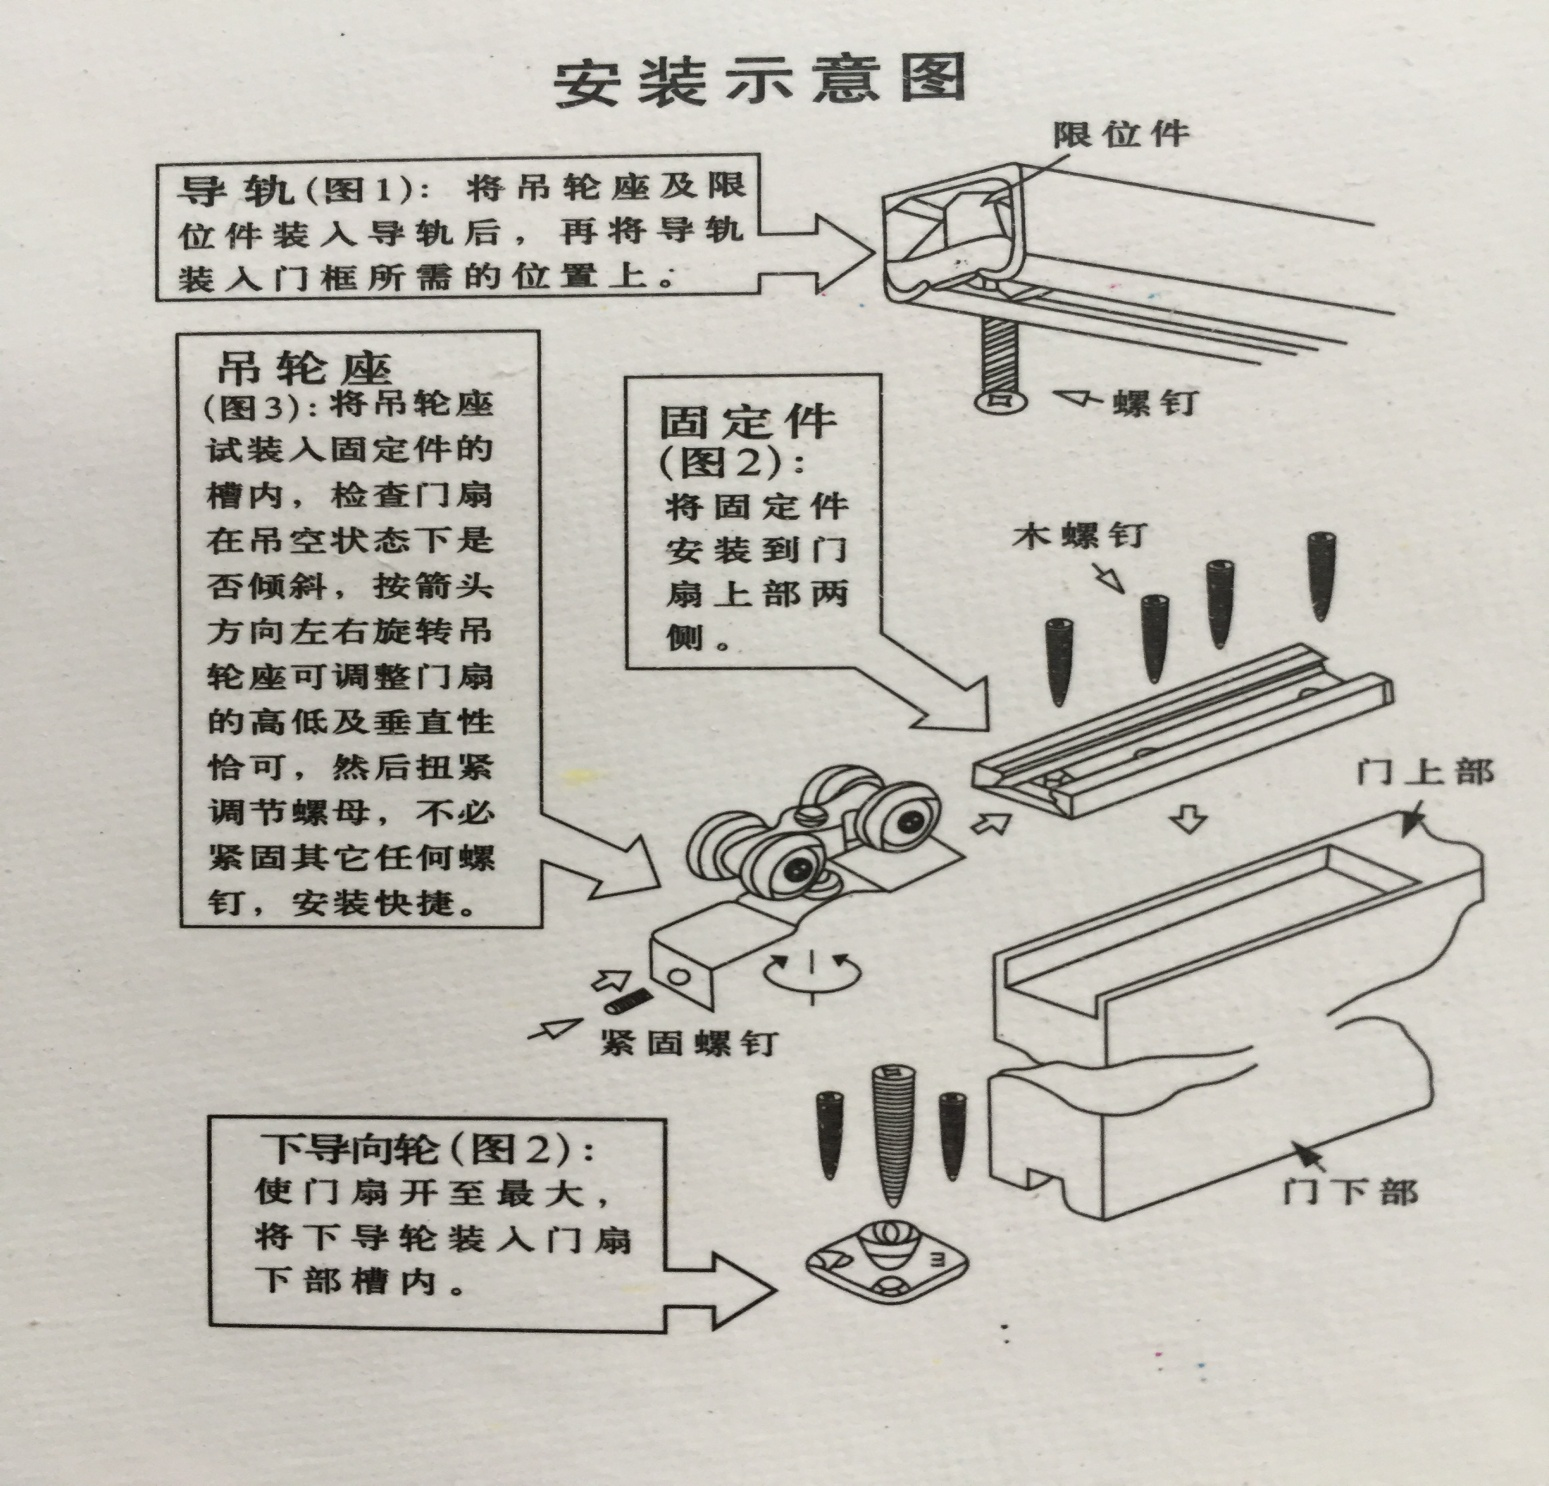 安装示意图
限位件
导轨(图1)：将吊轮座及限
位件装入导轨后，再将导轨
装入门框所需的位置上。
螺钉
吊轮座
(图3)：将吊轮座
试装入固定件的
槽内，检查门扇
在吊空状态下是
否倾斜，按箭头
方向左右旋转吊
轮座可调整门扇
的高低及垂直性
恰可，然后扭紧
调节螺母，不必
紧固其它任何螺
钉，安装快捷。
固定件
(图2)：
将固定件
安装到门
扇上部两
侧。
木螺钉
门上部
紧固螺钉
下导向轮(图2)：
使门扇开至最大，
将下导轮装入门扇
下部槽内。
门下部